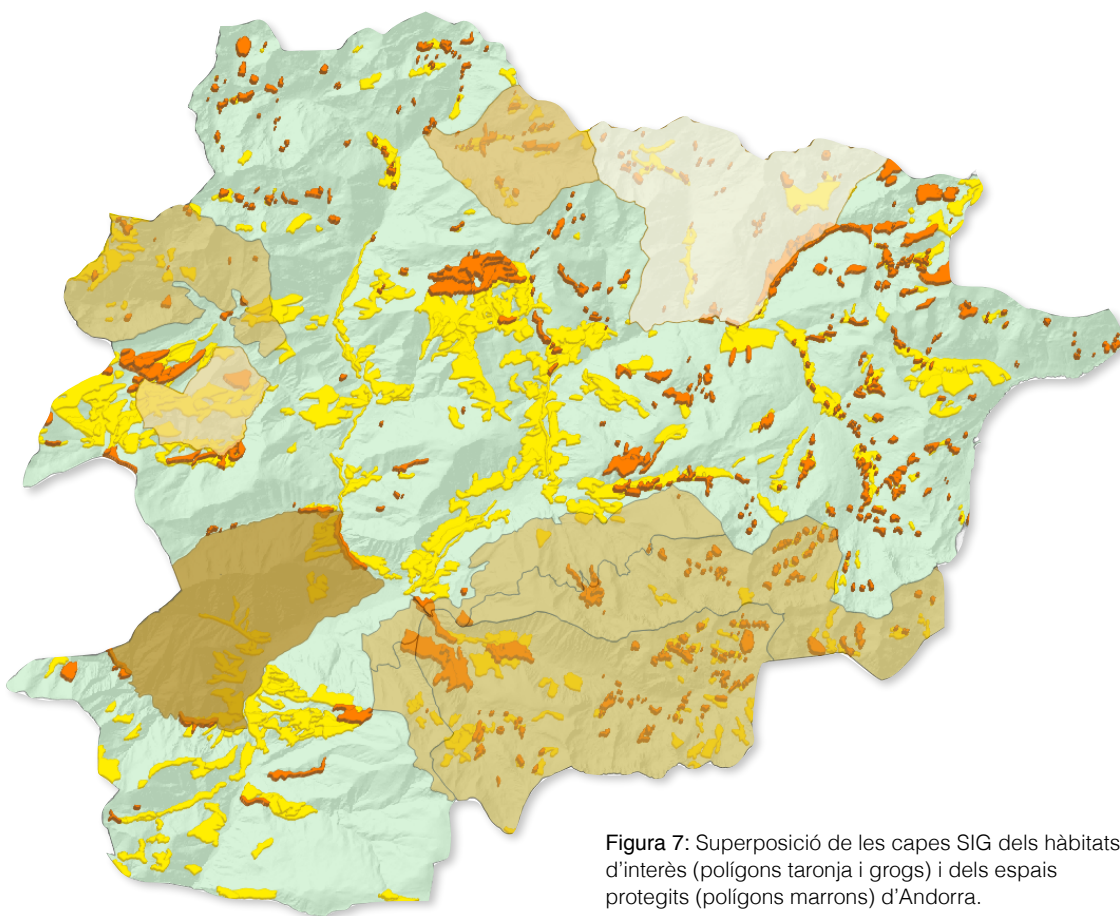 Figura 7: Superposició de les capes SIG dels hàbitats
d'interès (polígons taronja i grogs) i dels espais
protegits (polígons marrons) d'Andorra.